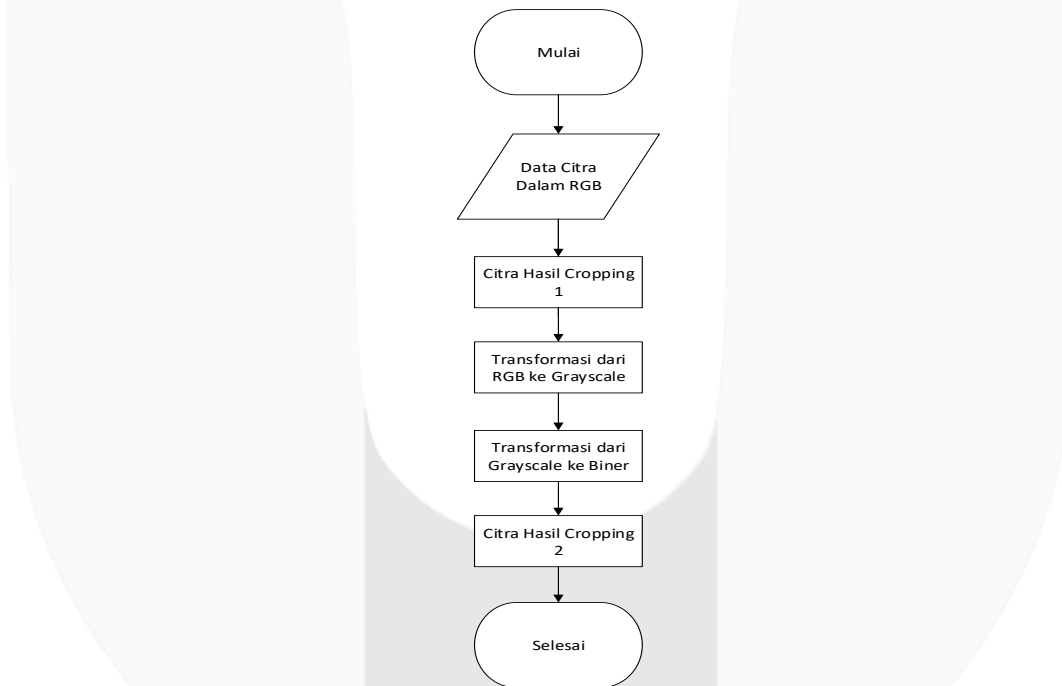 Mulai
Data Citra
Dalam RGB
Citra Hasil Cropping
1
Transformasi dari
RGB ke Grayscale
Transformasi dari
Grayscale ke Biner
Citra Hasil Cropping
2
Selesai